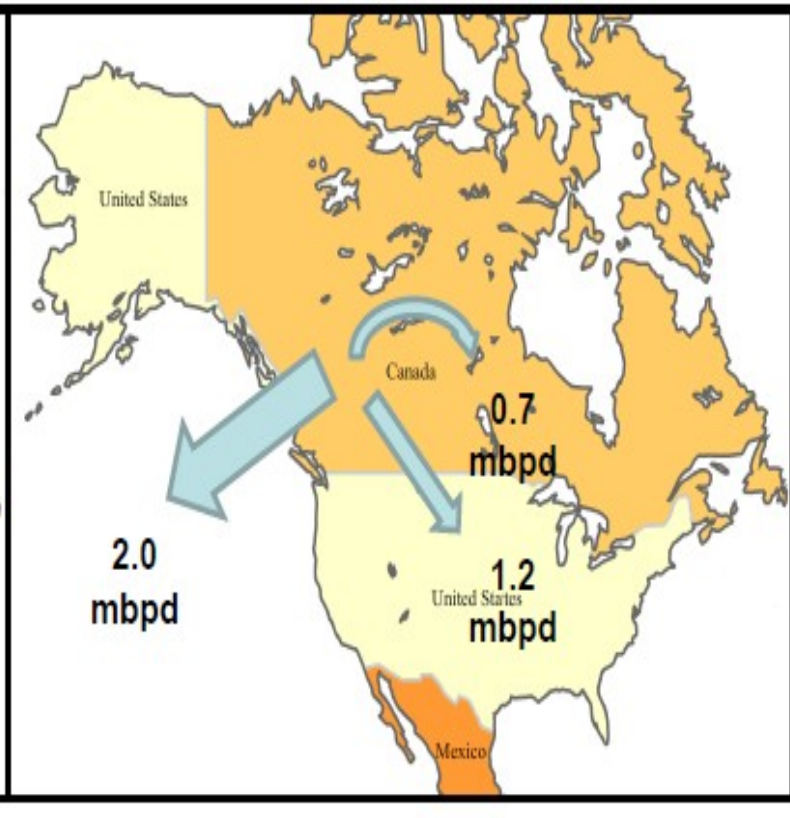 United States
Canada
0.7
mbpd
2.0
mbpd
1.2
United States
mbpd
Mexico